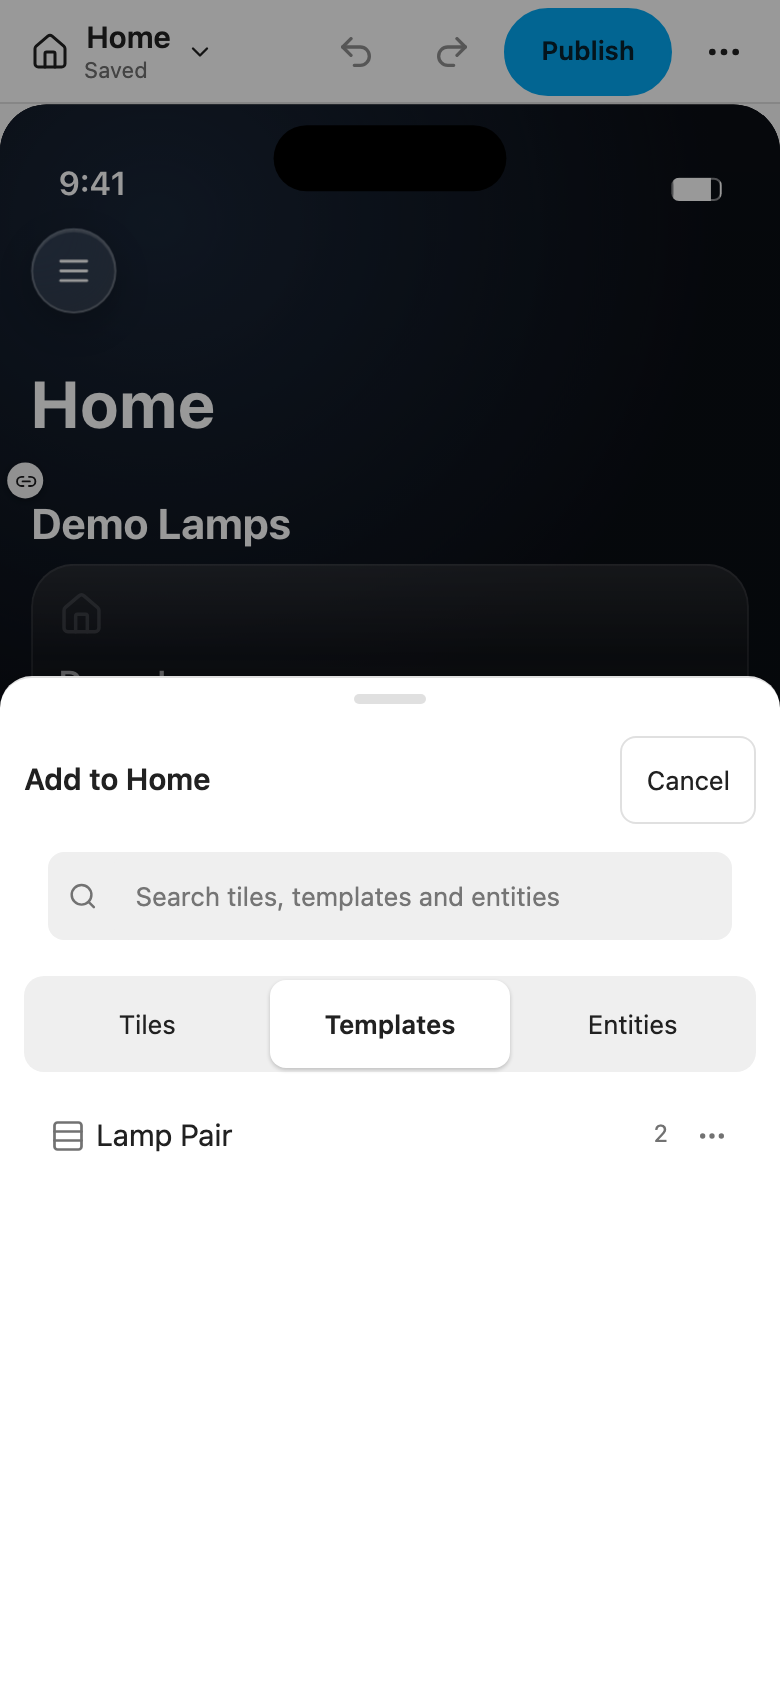 Home
Saved
Publish
9:41
Home
Demo Lamps
Add to Home
Cancel
Search tiles, templates and entities
Tiles
Templates
Entities
Lamp Pair
2